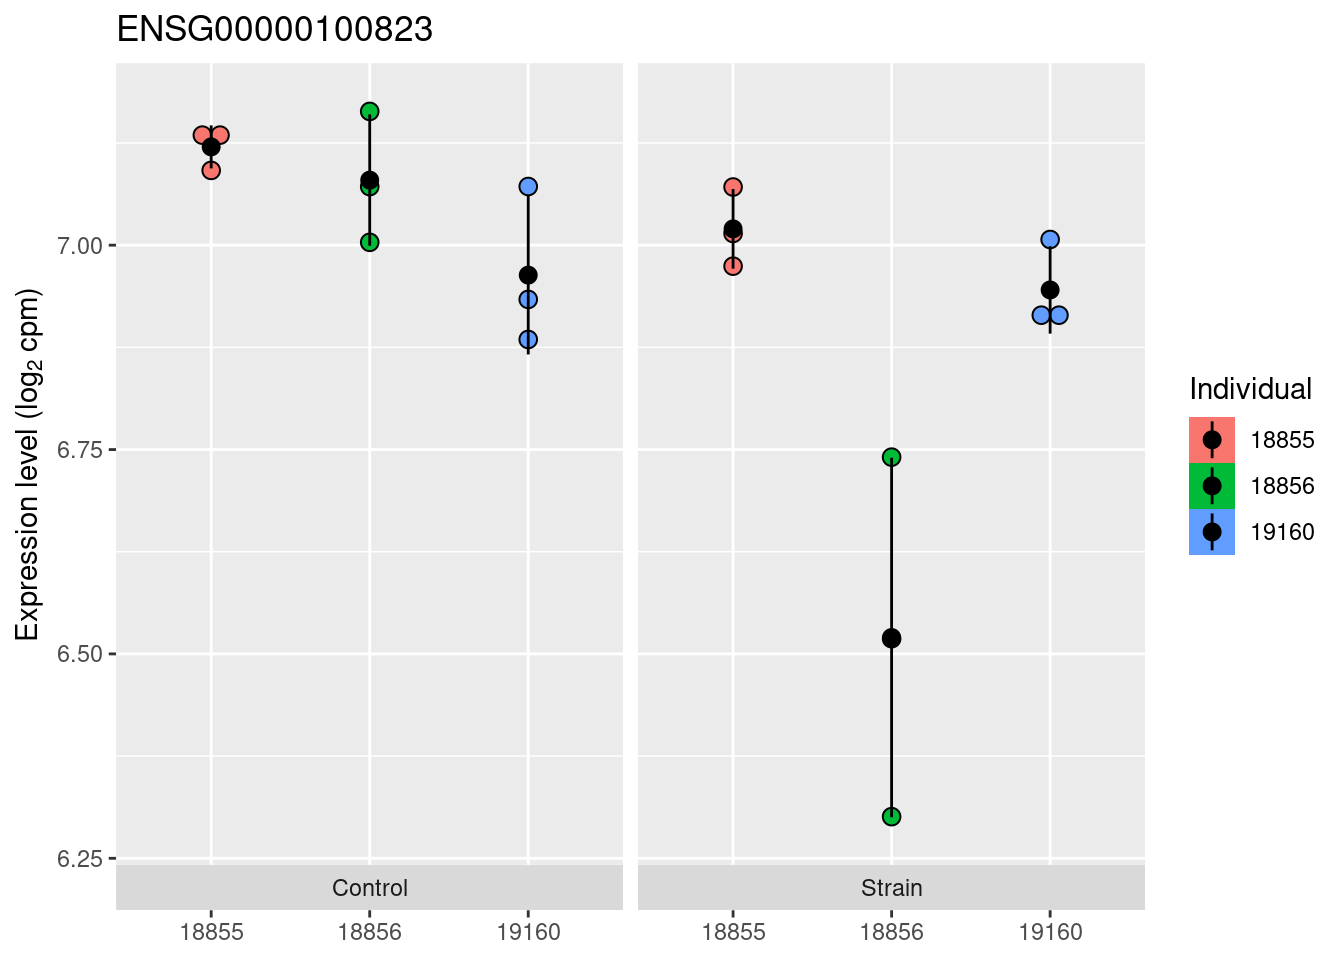 ENSG00000100823
Expression level (log2 cpm)
7.00
6.75
6.50
6.25
Control
Strain
18855
18856
19160
18855
18856
19160
Individual
18855
18856
19160